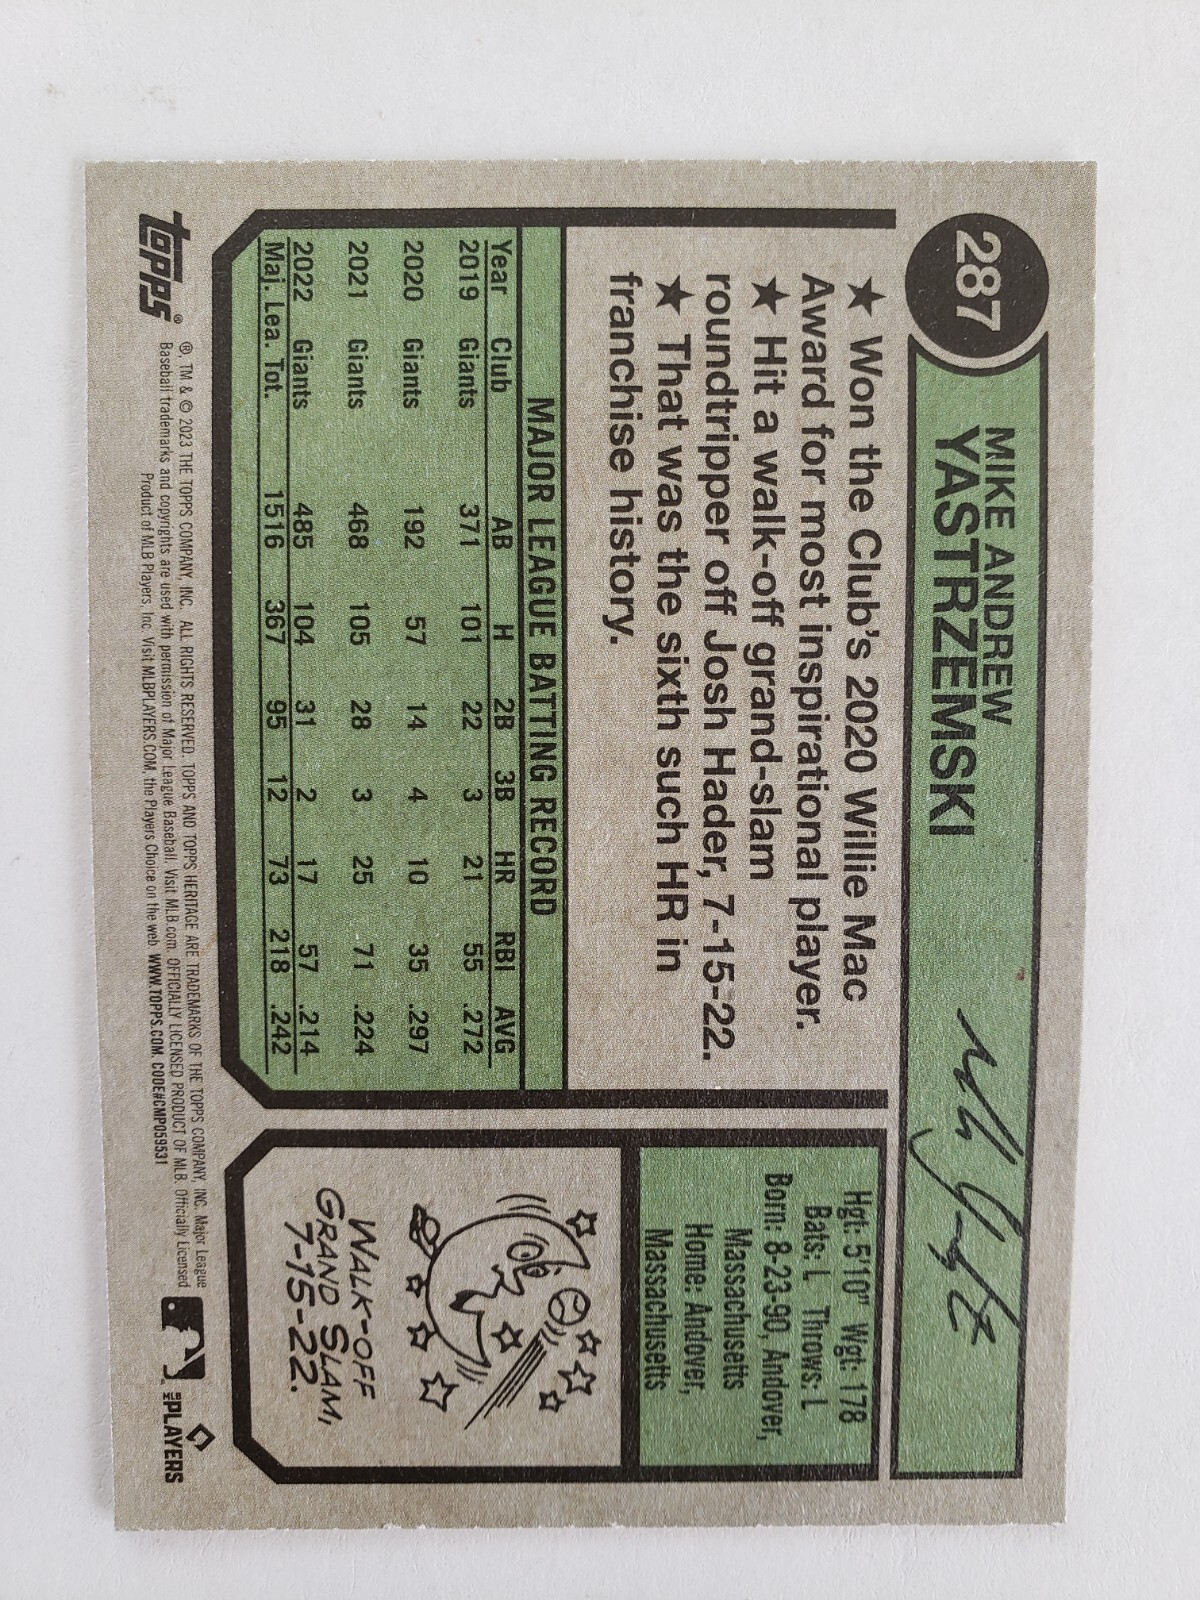 287
MIKE ANDREW
YASTRZEMSKI
★ Won the Club's 2020 Willie Mac
Award for most inspirational player.
★ Hit a walk-off grand-slam
roundtripper off Josh Hader, 7-15-22.
★ That was the sixth such HR in
franchise history.
MAJOR LEAGUE BATTING RECORD
Year Club AB H 2B 3B HR RBI AVG
2019 Giants 371 101 22 3 21 55 .272
2020 Giants 192 57 14 4 10 35 .297
2021 Giants 468 105 28 3 25 71 .224
2022 Giants 485 104 31 2 17 57 .214
Maj. Lea. Tot. 1516 367 95 12 73 218 .242
Hgt: 5'10" Wgt: 178
Bats: L Throws: L
Born: 8-23-90, Andover,
Massachusetts
Home: Andover,
Massachusetts
WALK-OFF
GRAND SLAM,
7-15-22.
topps®
®, TM & © 2023 THE TOPPS COMPANY, INC. ALL RIGHTS RESERVED. TOPPS AND TOPPS HERITAGE ARE TRADEMARKS OF THE TOPPS COMPANY, INC. Major League
Baseball trademarks and copyrights are used with permission of Major League Baseball. Visit MLB.com. OFFICIALLY LICENSED PRODUCT OF MLB. Officially Licensed
Product of MLB Players, Inc. Visit MLBPLAYERS.COM, the Players Choice on the web. WWW.TOPPS.COM. CODE#CMP059531
MLBPLAYERS